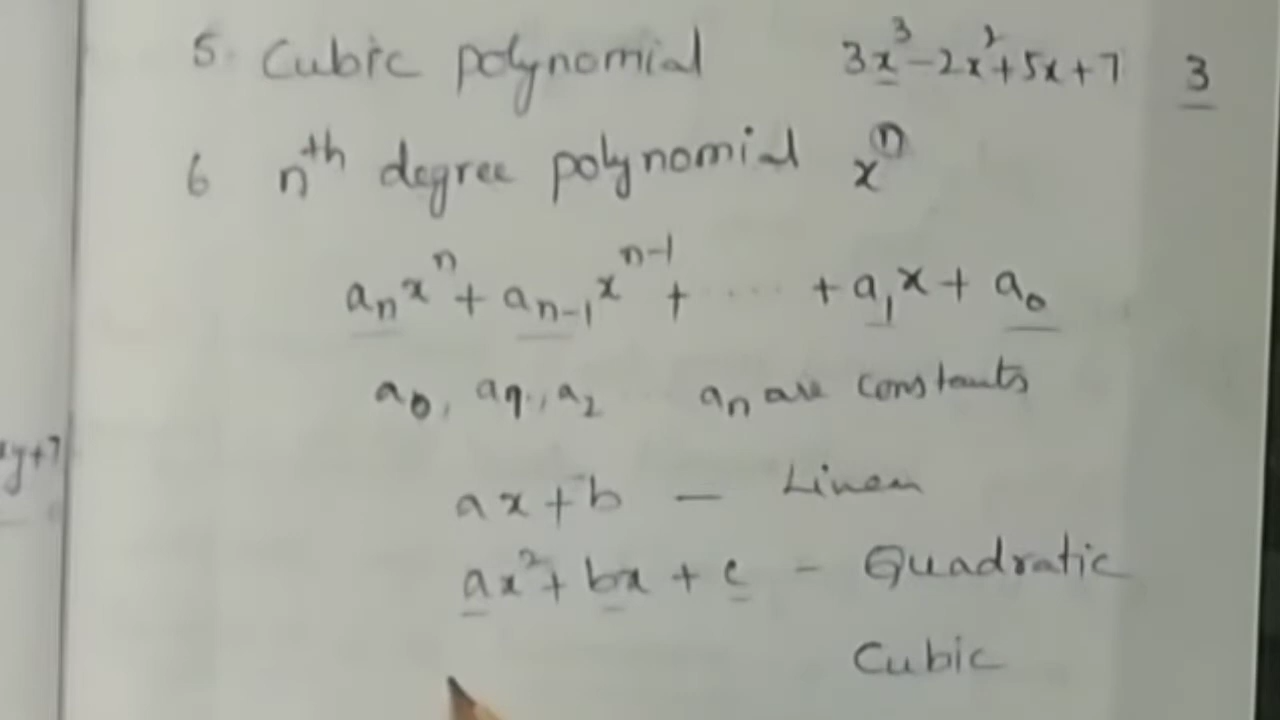 5. Cubic polynomial 3x³-2x²+5x+7 3
6 nᵗʰ degree polynomial xⁿ
aₙxⁿ + aₙ₋₁xⁿ⁻¹ + ..... + a₁x + a₀
a₀, a₁, a₂ aₙ are constants
y+7
ax+b - Linear
ax²+bx+c - Quadratic
Cubic